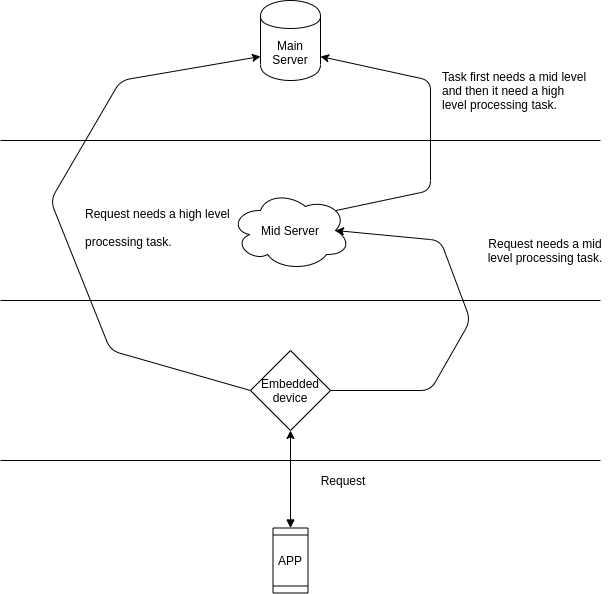 Main
Server
Task first needs a mid level
and then it need a high
level processing task.
Request needs a high level
processing task.
Mid Server
Request needs a mid
level processing task.
Embedded
device
Request
APP